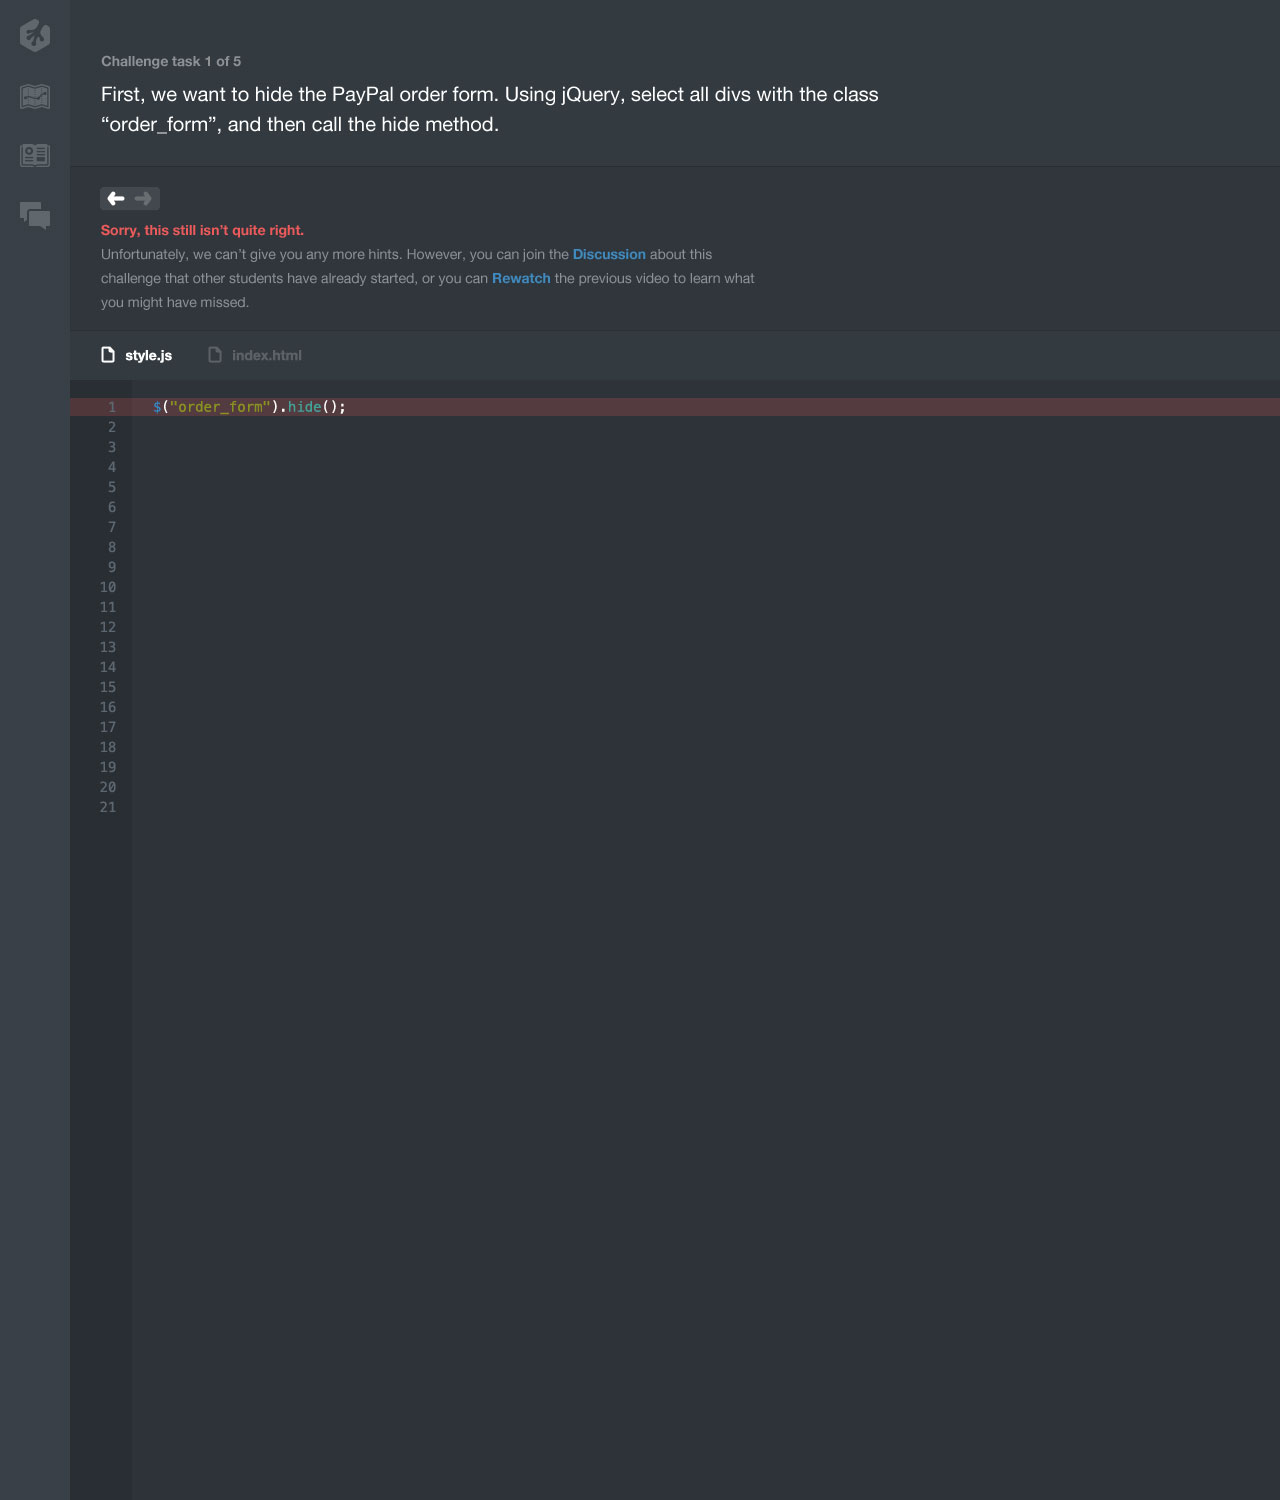 Challenge task 1 of 5
First, we want to hide the PayPal order form. Using jQuery, select all divs with the class
“order_form”, and then call the hide method.
Sorry, this still isn’t quite right.
Unfortunately, we can’t give you any more hints. However, you can join the Discussion about this
challenge that other students have already started, or you can Rewatch the previous video to learn what
you might have missed.
style.js index.html
1 $("order_form").hide();
2
3
4
5
6
7
8
9
10
11
12
13
14
15
16
17
18
19
20
21